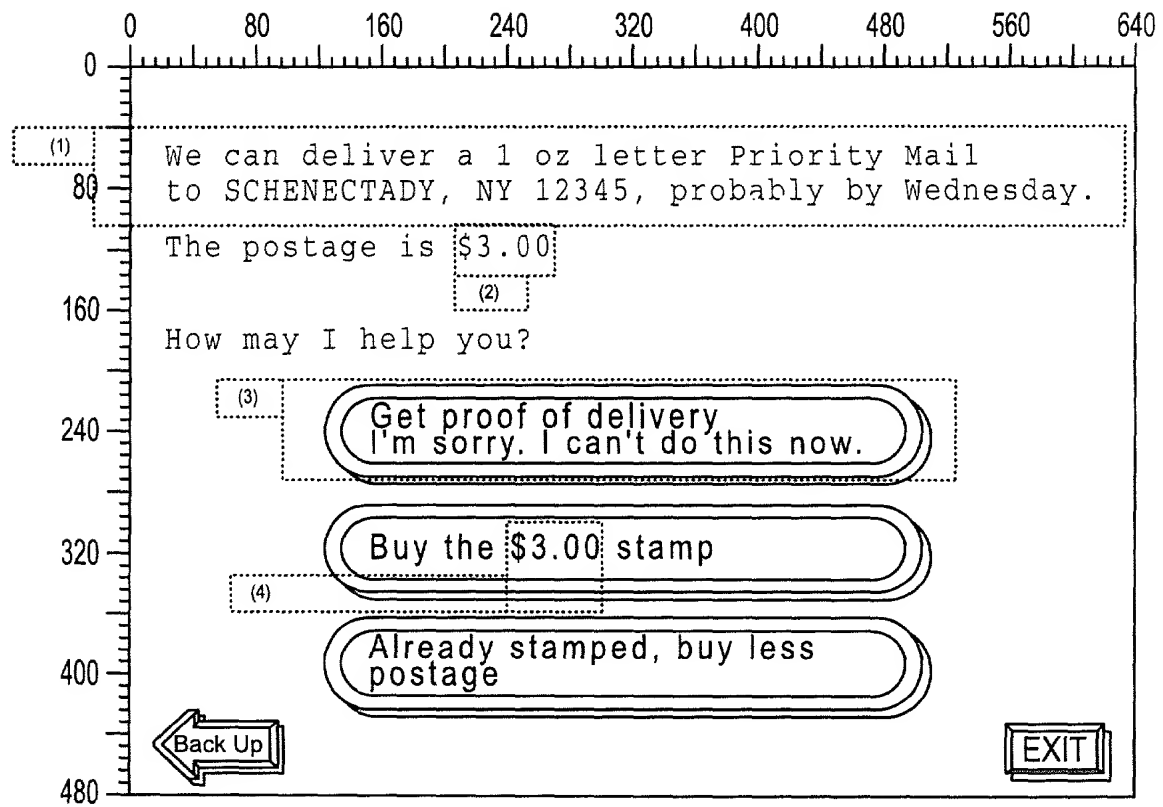 0 80 160 240 320 400 480 560 640
0
(1)
We can deliver a 1 oz letter Priority Mail
80 to SCHENECTADY, NY 12345, probably by Wednesday.
The postage is $3.00
(2)
160
How may I help you?
(3)
Get proof of delivery
240
I'm sorry. I can't do this now.
320 Buy the $3.00 stamp
(4)
Already stamped, buy less
400 postage
Back Up EXIT
480